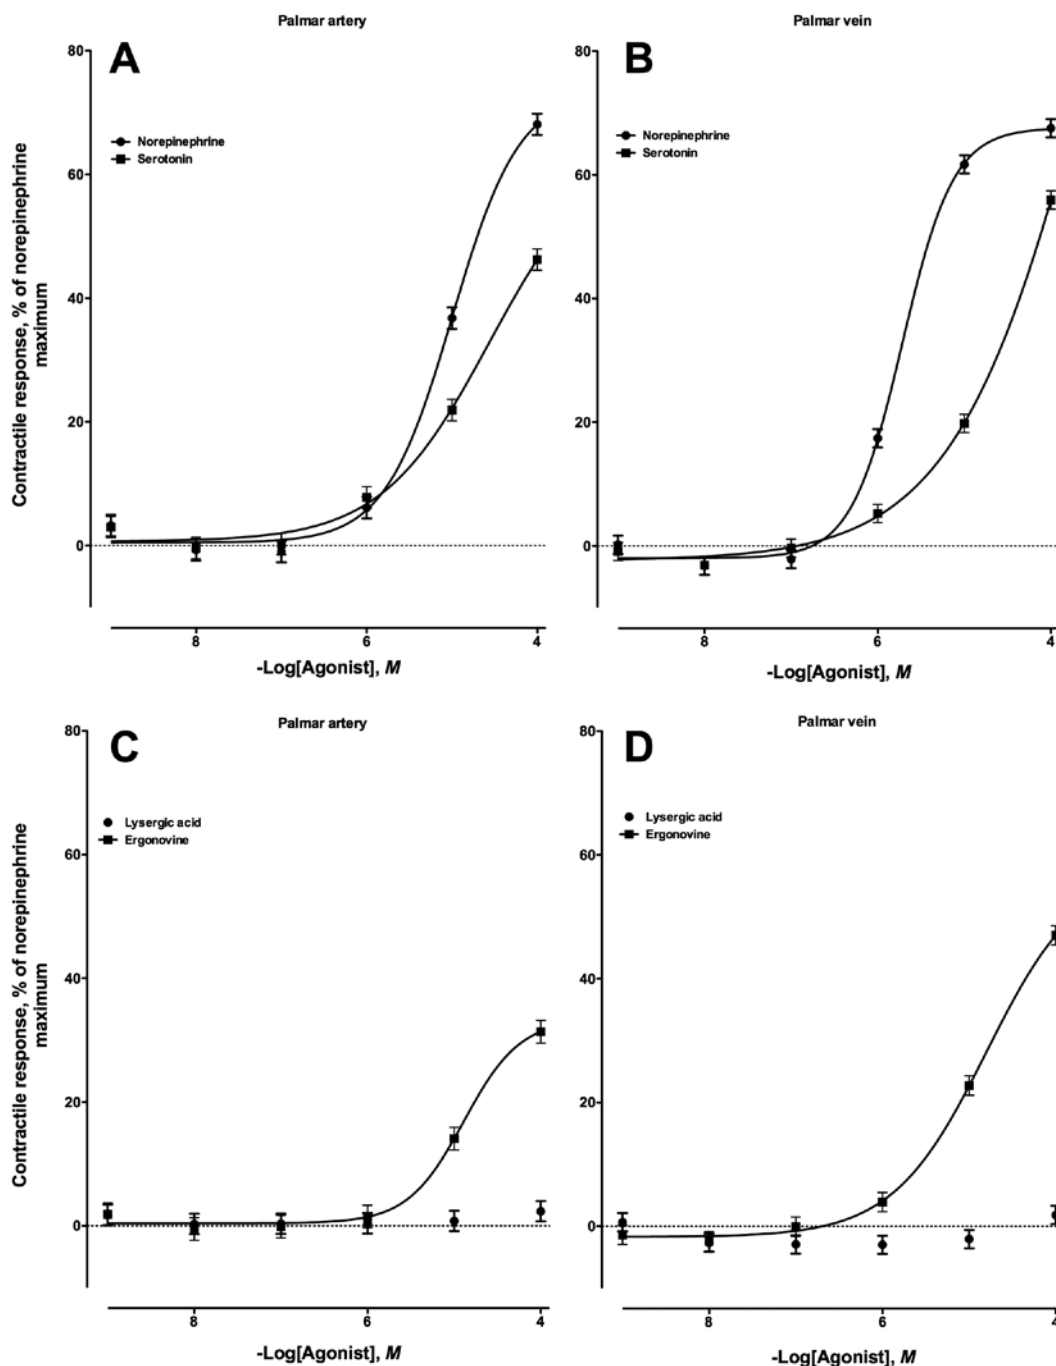 Palmar artery
A
Norepinephrine
Serotonin
80
60
40
20
0
Contractile response, % of norepinephrine
maximum
8
6
4
-Log[Agonist], M
Palmar vein
B
Norepinephrine
Serotonin
80
60
40
20
0
8
6
4
-Log[Agonist], M
Palmar artery
C
Lysergic acid
Ergonovine
80
60
40
20
0
Contractile response, % of norepinephrine
maximum
8
6
4
-Log[Agonist], M
Palmar vein
D
Lysergic acid
Ergonovine
80
60
40
20
0
8
6
4
-Log[Agonist], M